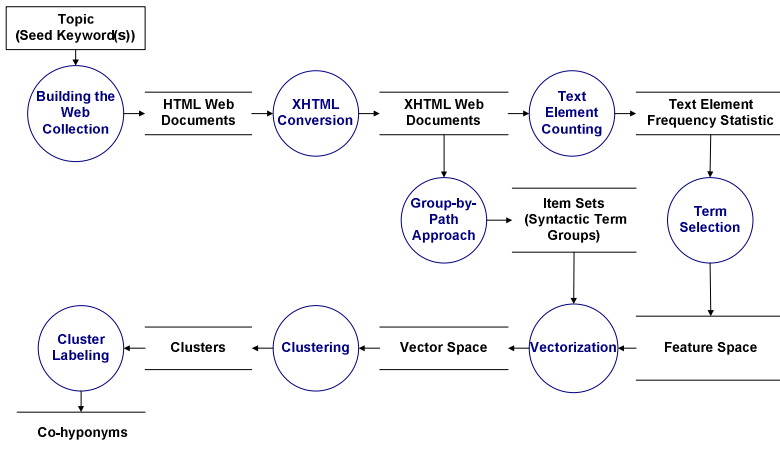 Topic
(Seed Keyword(s))
Building the
Web
Collection
HTML Web
Documents
XHTML
Conversion
XHTML Web
Documents
Text
Element
Counting
Text Element
Frequency Statistic
Group-by-
Path
Approach
Item Sets
(Syntactic Term
Groups)
Term
Selection
Cluster
Labeling
Clusters
Clustering
Vector Space
Vectorization
Feature Space
Co-hyponyms